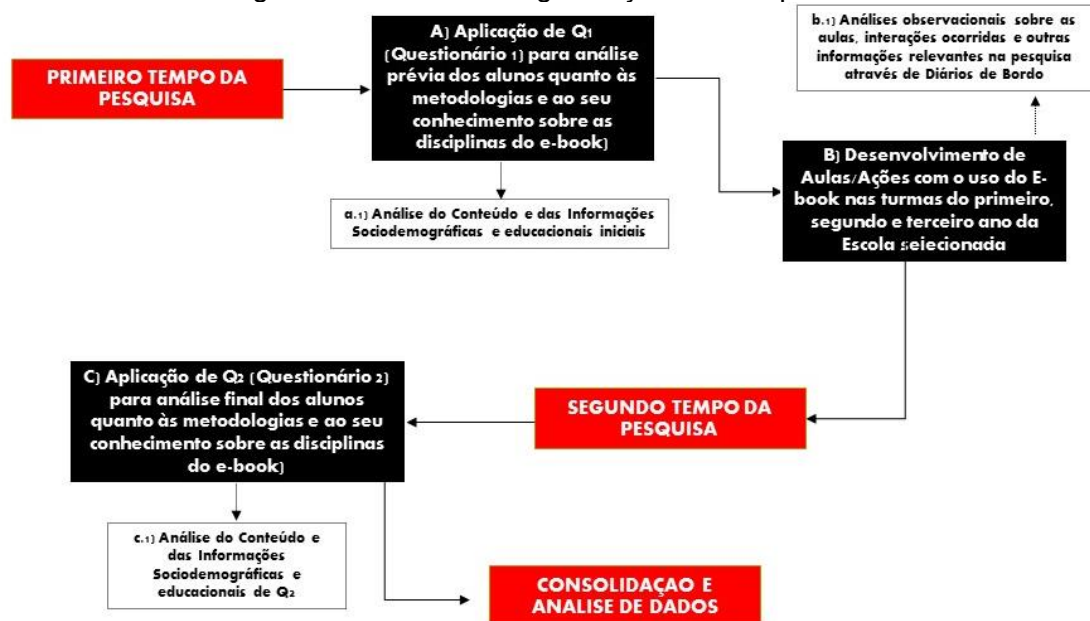 PRIMEIRO TEMPO DA
PESQUISA
A) Aplicação de Q1
(Questionário 1) para análise
prévia dos alunos quanto às
metodologias e ao seu
conhecimento sobre as
disciplinas do e-book)
a.1) Análise do Conteúdo e das Informações
Sociodemográficas e educacionais iniciais
b.1) Análises observacionais sobre as
aulas, interações ocorridas e outras
informações relevantes na pesquisa
através de Diários de Bordo
B) Desenvolvimento de
Aulas/Ações com o uso do E-
book nas turmas do primeiro,
segundo e terceiro ano da
Escola selecionada
SEGUNDO TEMPO DA
PESQUISA
C) Aplicação de Q2 (Questionário 2)
para análise final dos alunos
quanto às metodologias e ao seu
conhecimento sobre as disciplinas
do e-book)
c.1) Análise do Conteúdo e
das Informações
Sociodemográficas e
educacionais de Q2
CONSOLIDAÇAO E
ANALISE DE DADOS